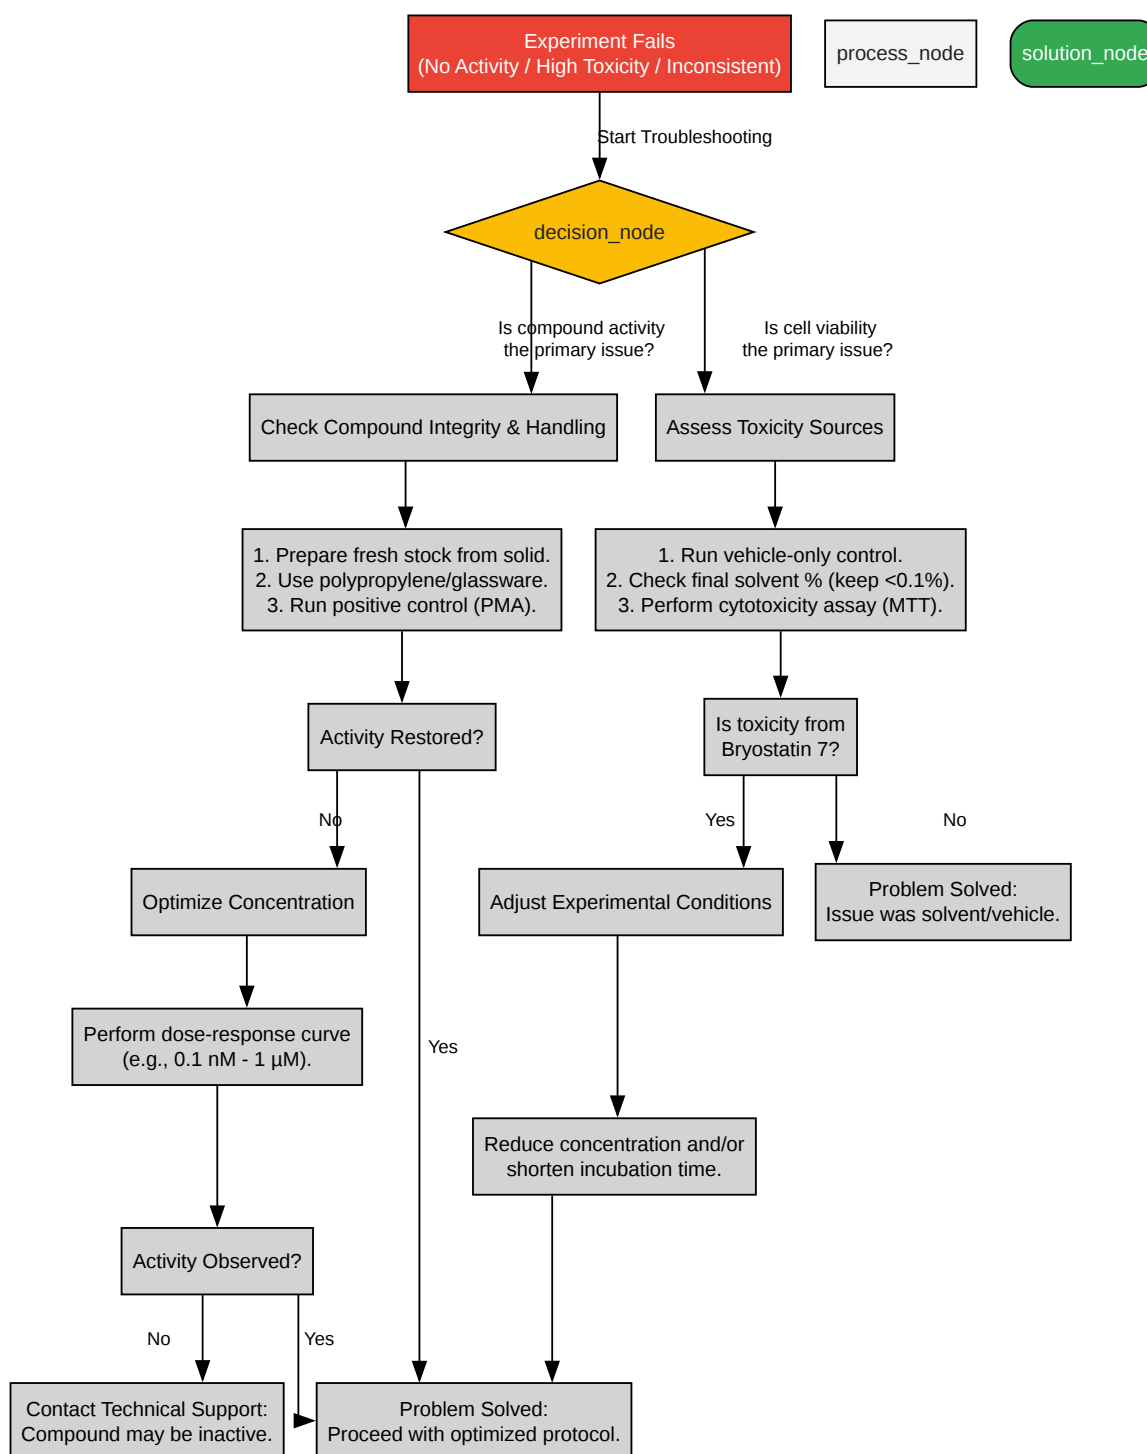 Experiment Fails
(No Activity / High Toxicity / Inconsistent)
process_node
solution_node
Start Troubleshooting
decision_node
Is compound activity
the primary issue?
Is cell viability
the primary issue?
Check Compound Integrity & Handling
Assess Toxicity Sources
1. Prepare fresh stock from solid.
2. Use polypropylene/glassware.
3. Run positive control (PMA).
1. Run vehicle-only control.
2. Check final solvent % (keep <0.1%).
3. Perform cytotoxicity assay (MTT).
Activity Restored?
Is toxicity from
Bryostatin 7?
No
Yes
No
Optimize Concentration
Adjust Experimental Conditions
Problem Solved:
Issue was solvent/vehicle.
Perform dose-response curve
(e.g., 0.1 nM - 1 µM).
Yes
Reduce concentration and/or
shorten incubation time.
Activity Observed?
No
Yes
Contact Technical Support:
Compound may be inactive.
Problem Solved:
Proceed with optimized protocol.